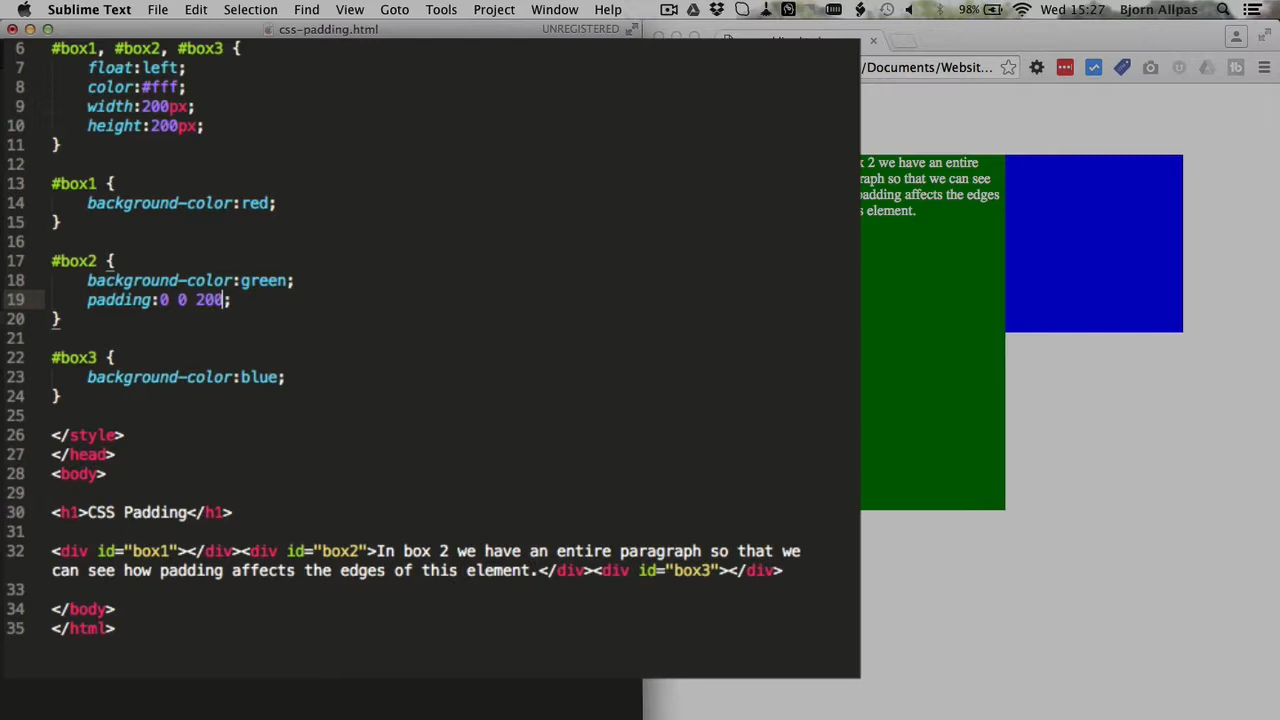 Sublime Text File Edit Selection Find View Goto Tools Project Window Help 98% Wed 15:27 Bjorn Allpas
css-padding.html UNREGISTERED
/Documents/Websit...
6 #box1, #box2, #box3 {
7 float:left;
8 color:#fff;
9 width:200px;
10 height:200px;
11 }
12
13 #box1 {
14 background-color:red;
15 }
16
17 #box2 {
18 background-color:green;
19 padding:0 0 200;
20 }
21
22 #box3 {
23 background-color:blue;
24 }
25
26 </style>
27 </head>
28 <body>
29
30 <h1>CSS Padding</h1>
31
32 <div id="box1"></div><div id="box2">In box 2 we have an entire paragraph so that we
can see how padding affects the edges of this element.</div><div id="box3"></div>
33
34 </body>
35 </html>
x 2 we have an entire
raph so that we can see
padding affects the edges
s element.